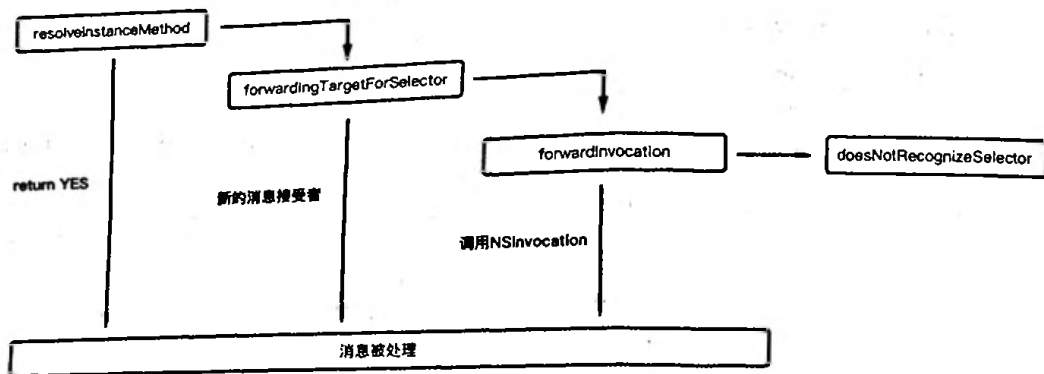 resolveInstanceMethod
forwardingTargetForSelector
forwardInvocation
doesNotRecognizeSelector
return YES
新的消息接受者
调用NSInvocation
消息被处理